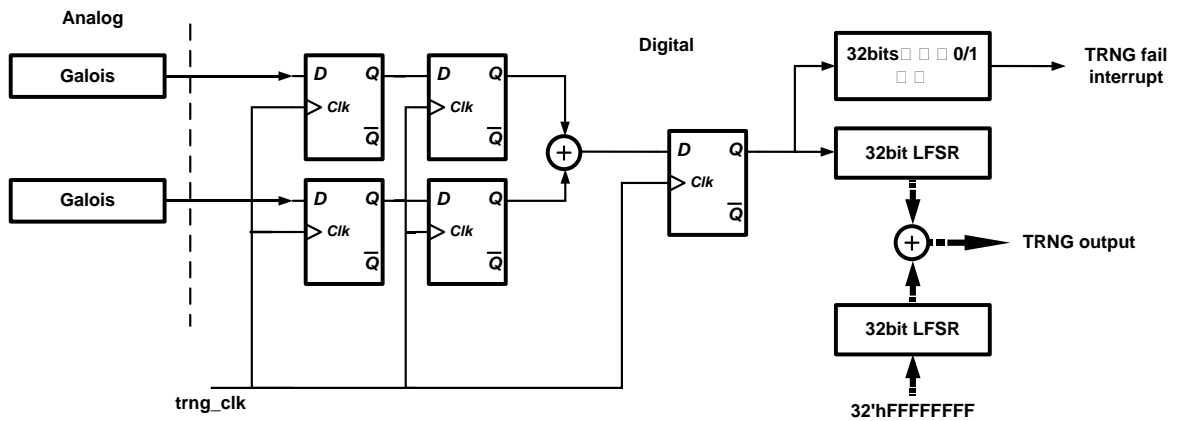 Analog
Digital
Galois
Galois
D Q
Clk
Q
D Q
Clk
Q
D Q
Clk
Q
D Q
Clk
Q
D Q
Clk
Q
+
32bits 0/1
TRNG fail
interrupt
32bit LFSR
+
TRNG output
32bit LFSR
32'hFFFFFFFF
trng_clk